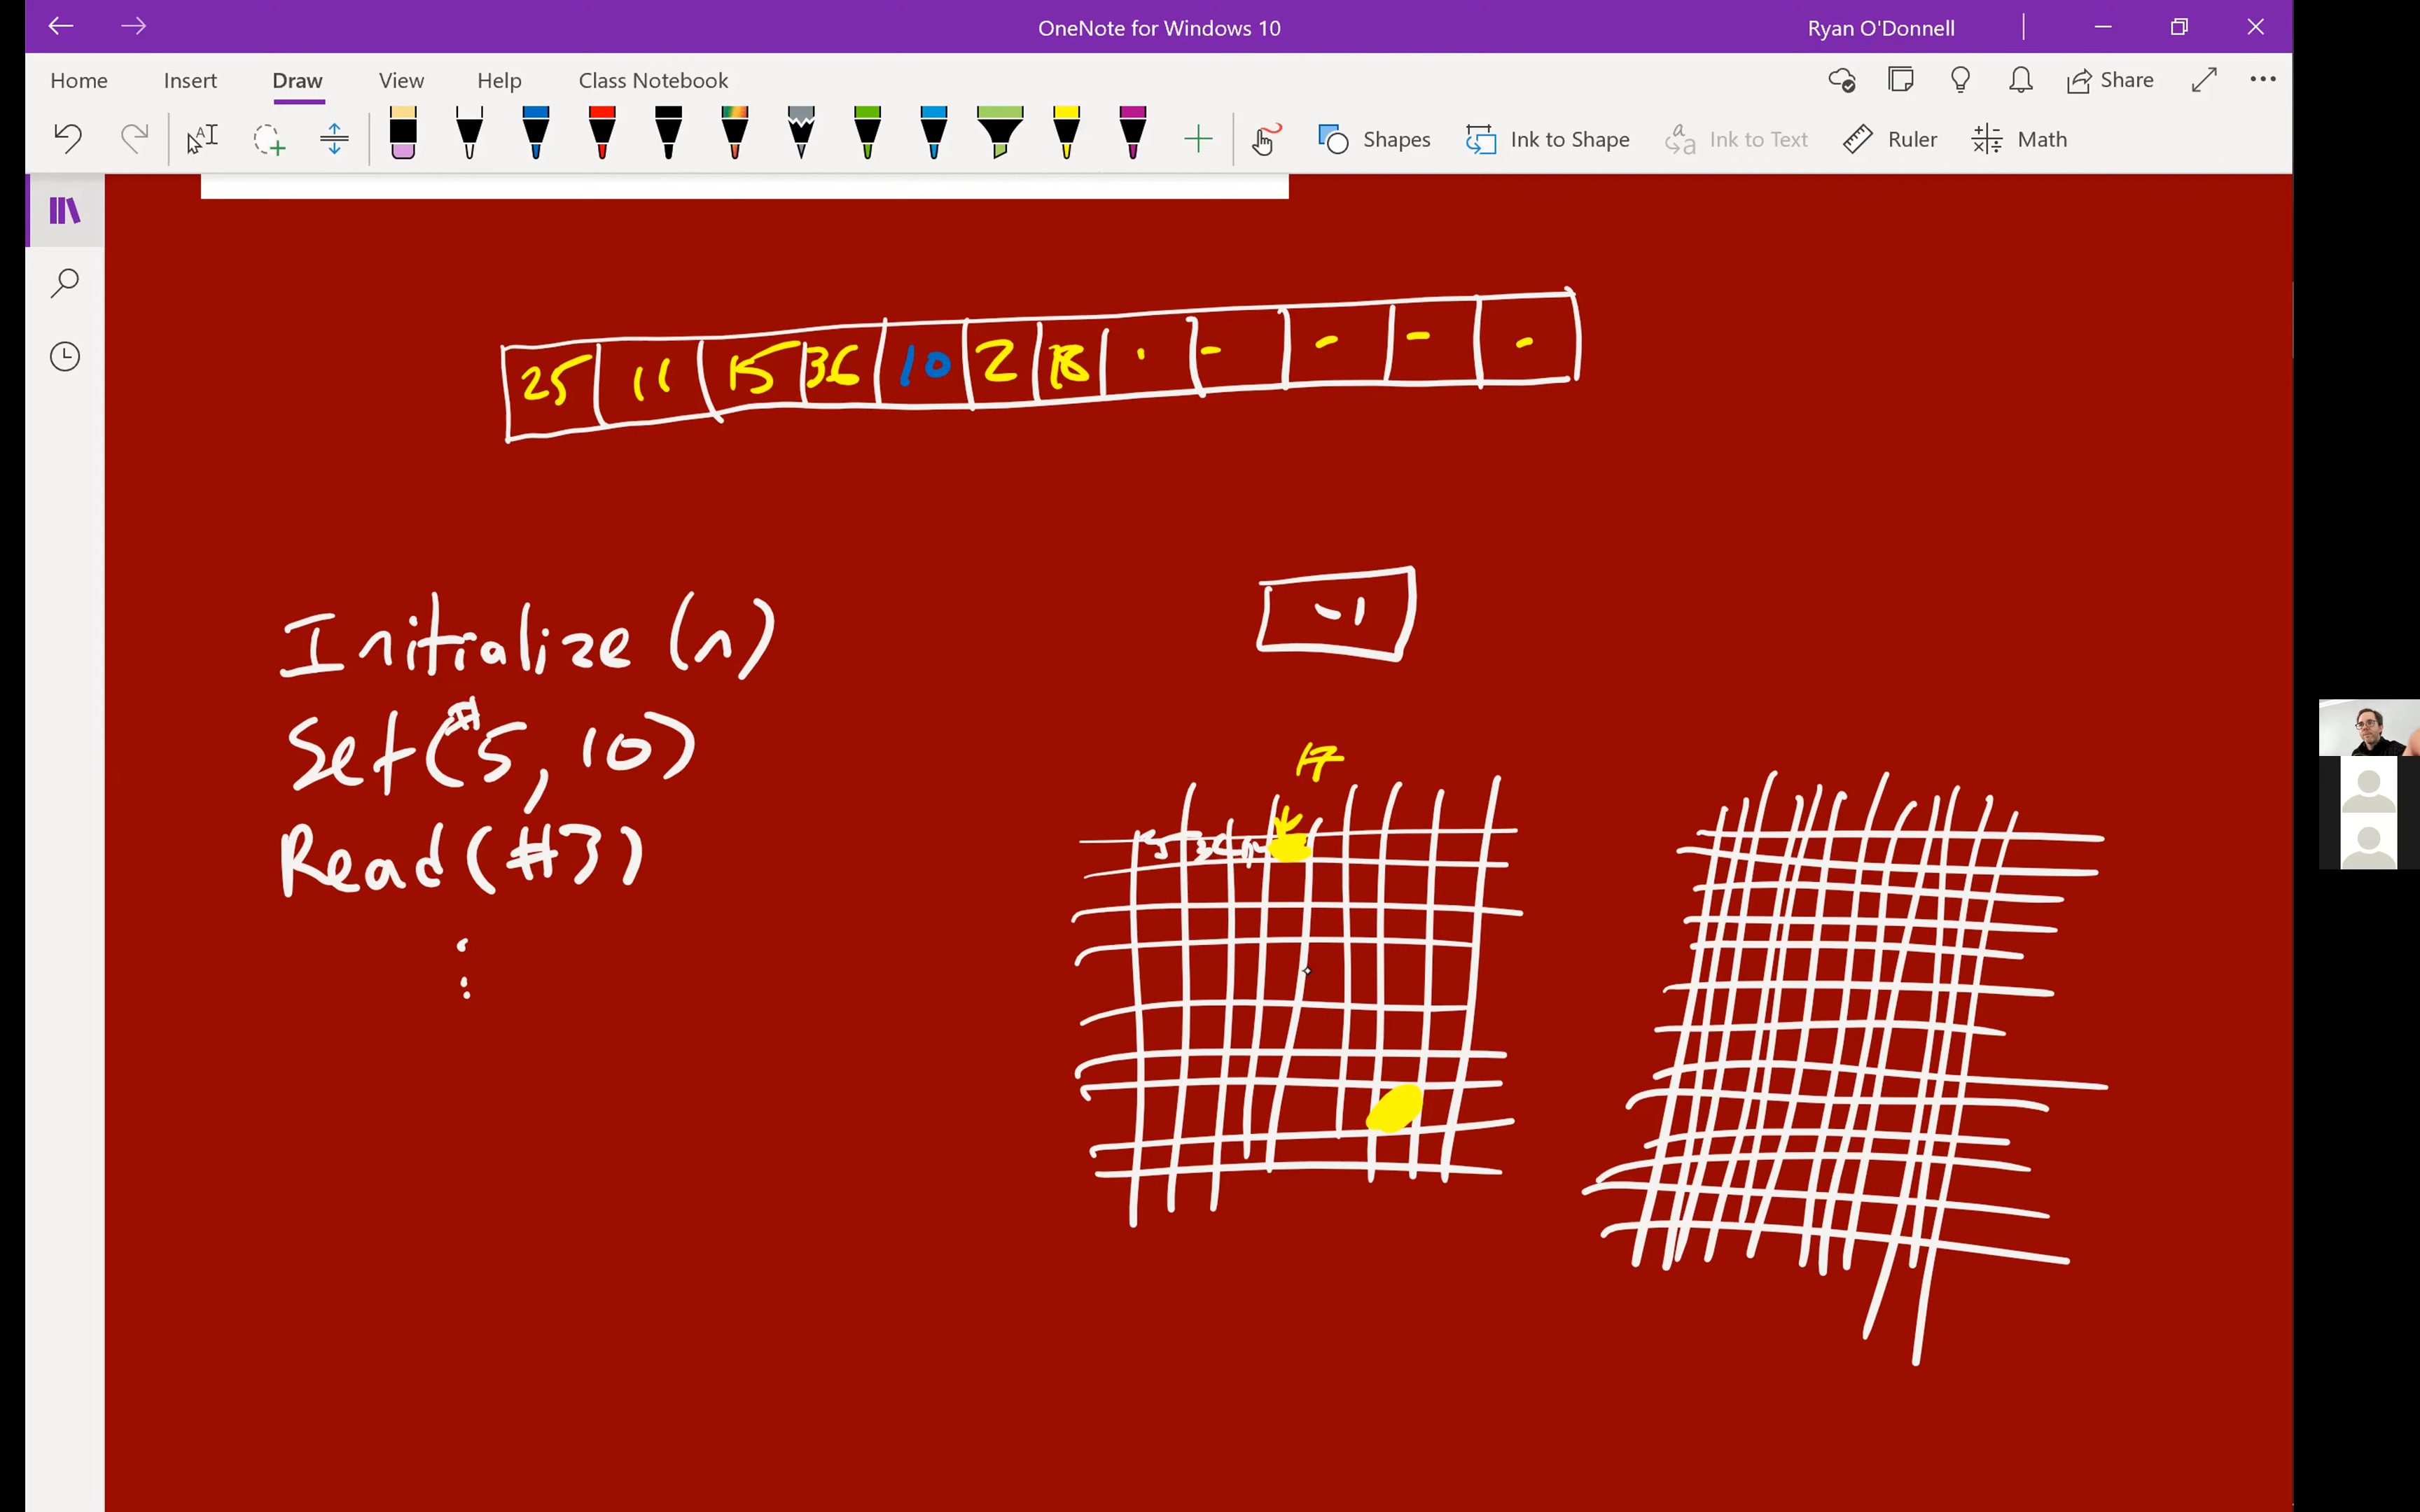 OneNote for Windows 10 Ryan O'Donnell
Home Insert Draw View Help Class Notebook Share
Shapes Ink to Shape Ink to Text Ruler Math
25 11 15 36 10 2 18 . - - - -
Initialize (n)
-1
Set(#5, 10)
17
Read(#3)